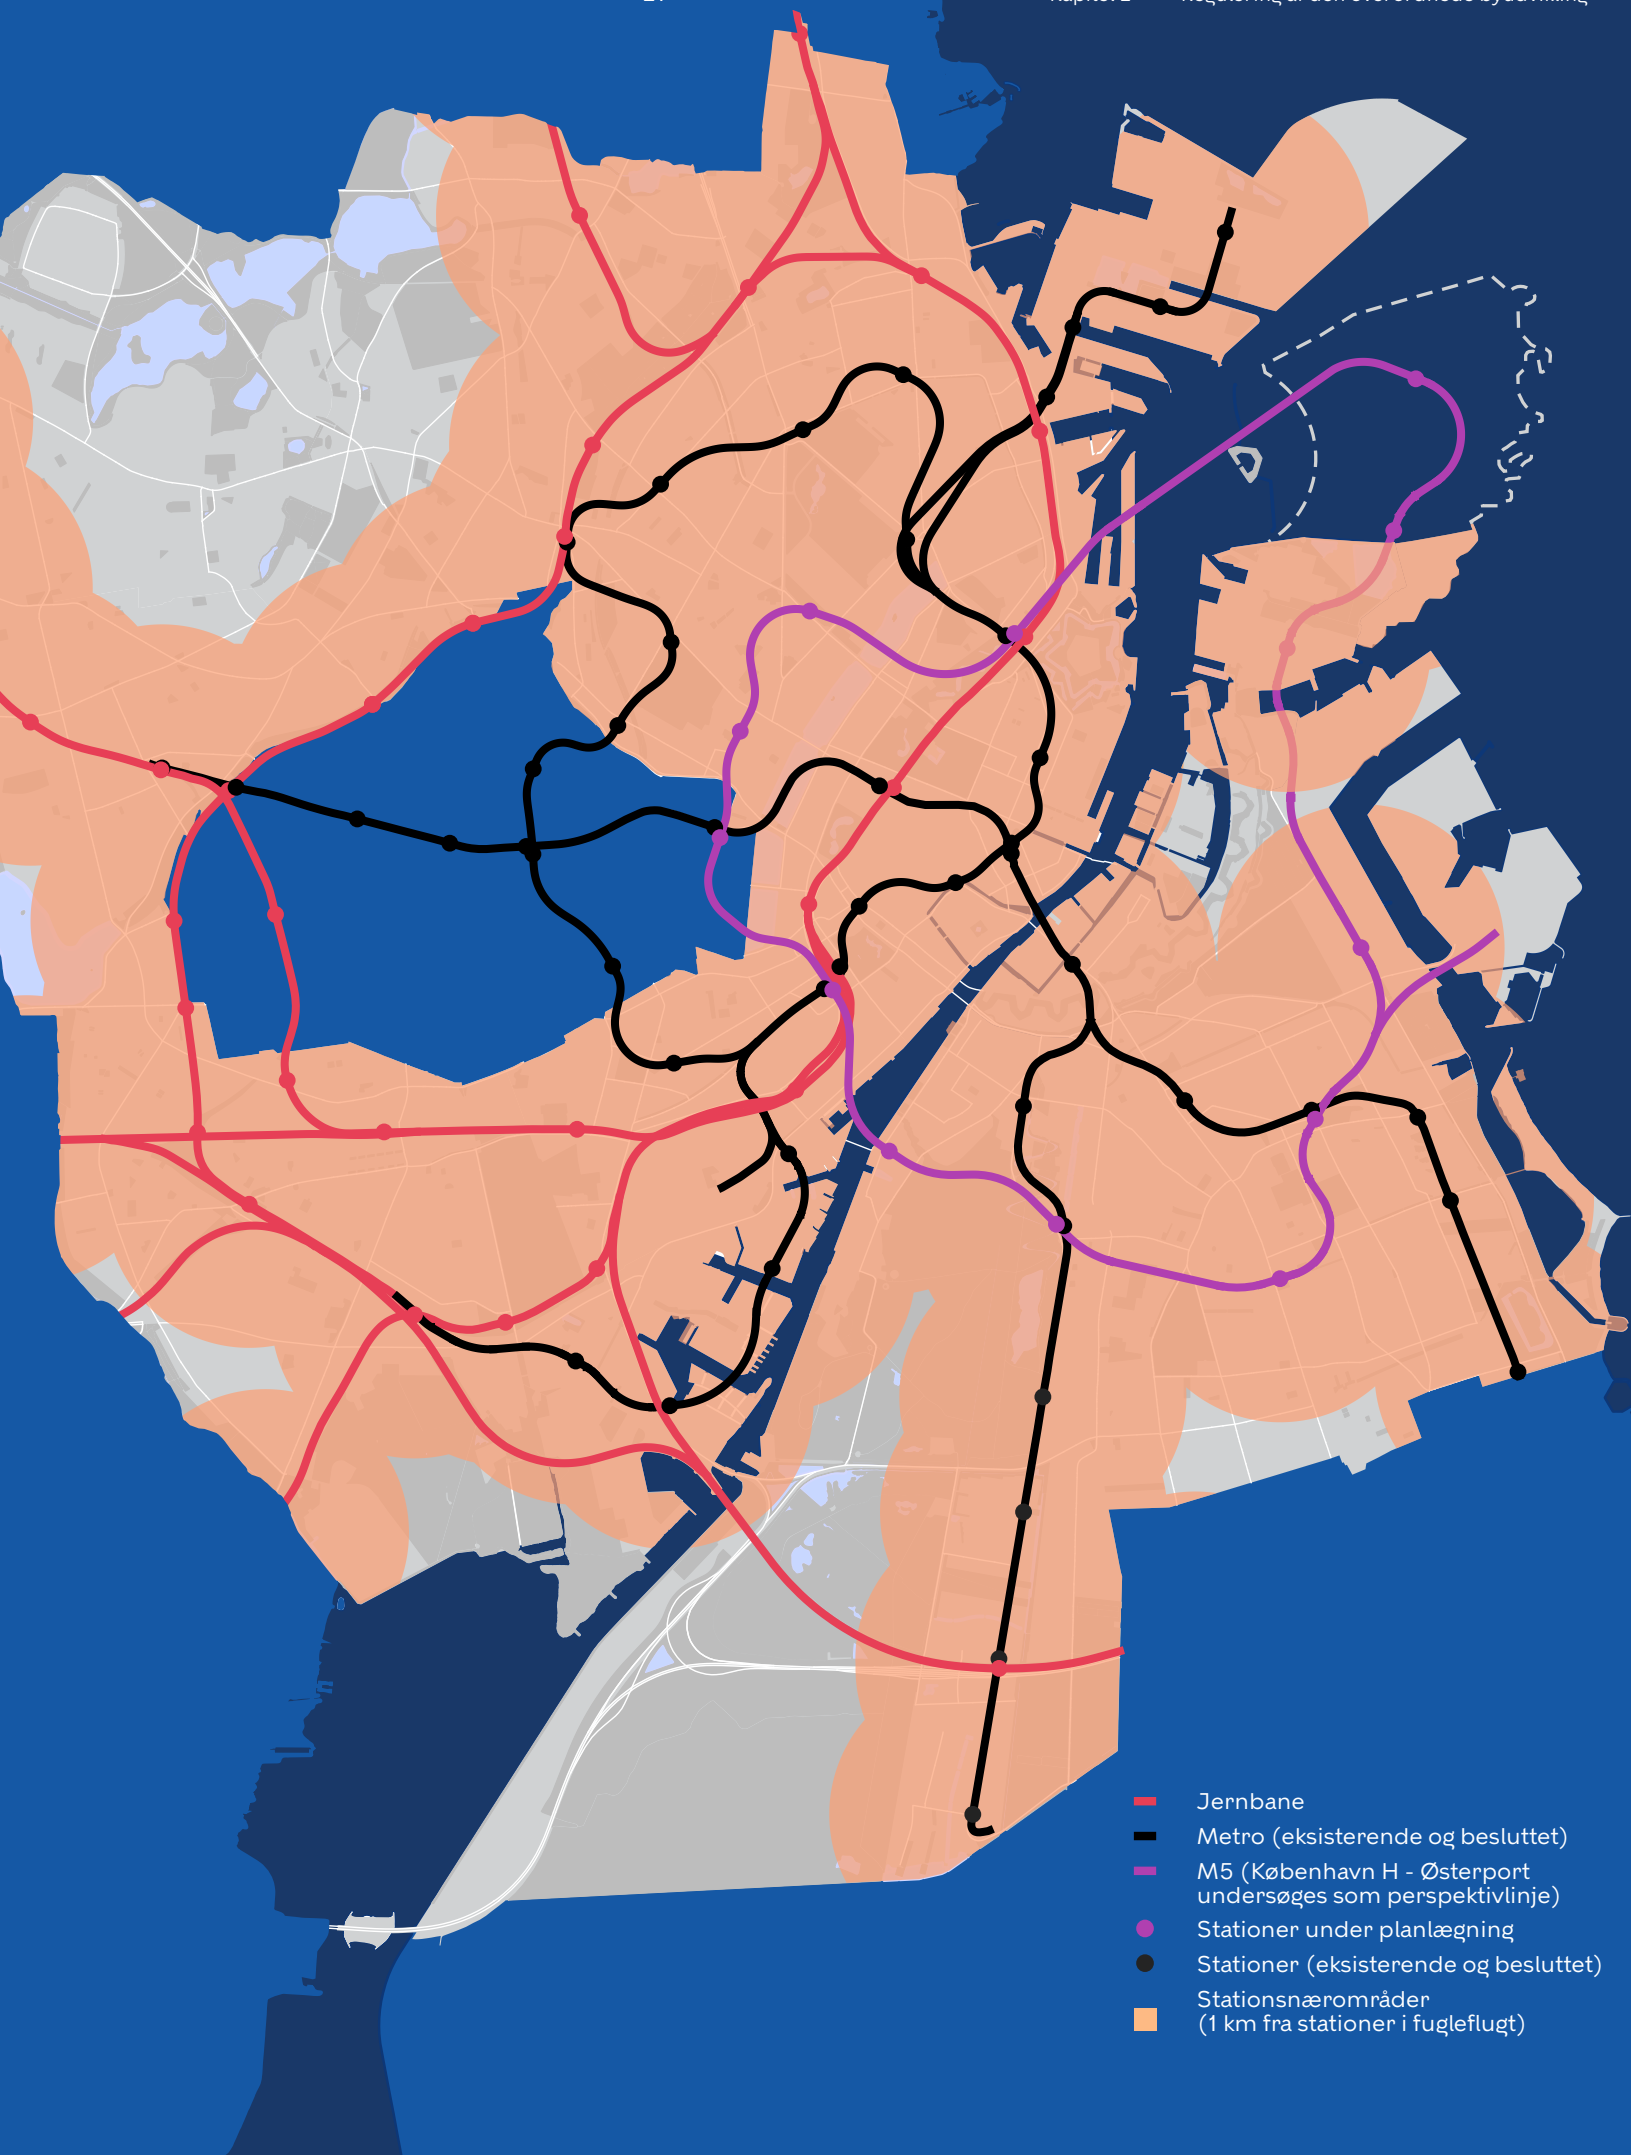 Jernbane
Metro (eksisterende og besluttet)
M5 (København H - Østerport
undersøges som perspektivlinje)
Stationer under planlægning
Stationer (eksisterende og besluttet)
Stationsnærområder
(1 km fra stationer i fugleflugt)